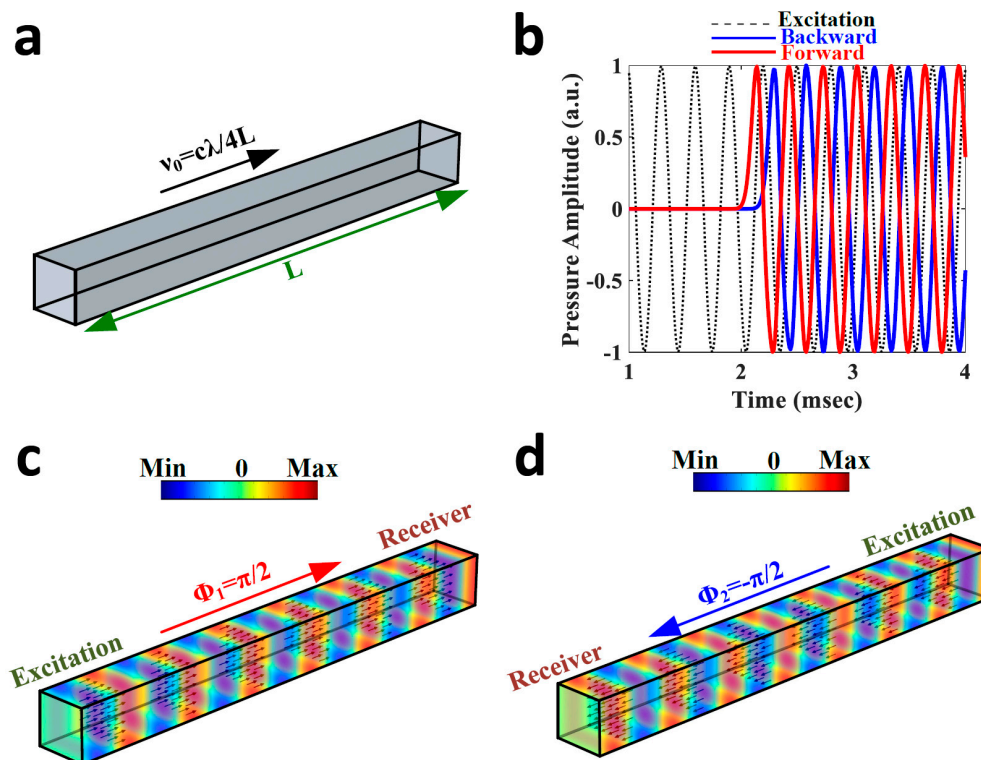 a
v₀=cλ/4L
L
b
Excitation
Backward
Forward
Pressure Amplitude (a.u.)
1
0.5
0
-0.5
-1
1 2 3 4
Time (msec)
c
Min 0 Max
Receiver
Φ₁=π/2
Excitation
d
Min 0 Max
Excitation
Φ₂=-π/2
Receiver